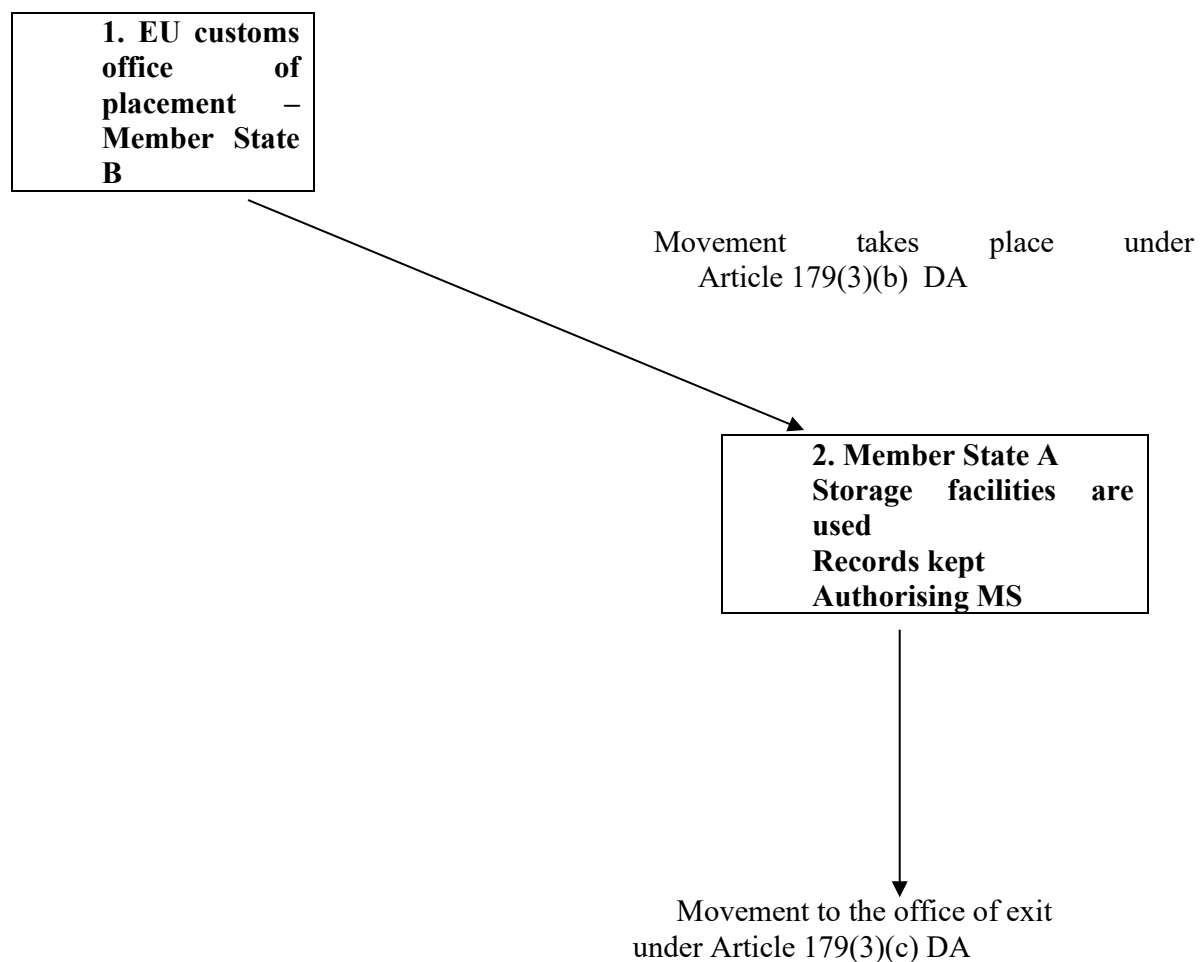 1. EU customs
office of
placement –
Member State
B
Movement takes place under
Article 179(3)(b) DA
2. Member State A
Storage facilities are
used
Records kept
Authorising MS
Movement to the office of exit
under Article 179(3)(c) DA